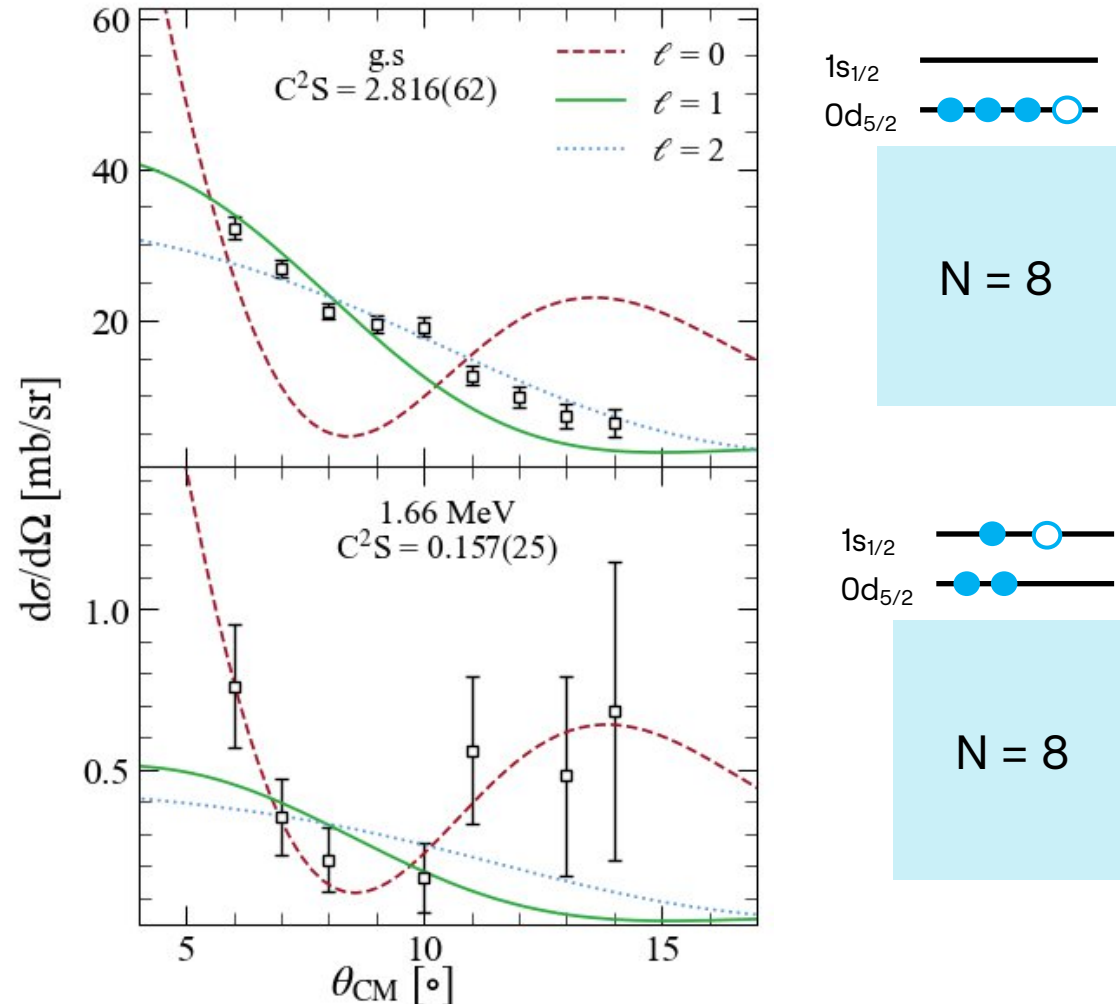 60
40
20
1.0
0.5
5
10
15
dσ/dΩ [mb/sr]
θCM [°]
g.s
C²S = 2.816(62)
ℓ = 0
ℓ = 1
ℓ = 2
1.66 MeV
C²S = 0.157(25)
1s1/2
0d5/2
N = 8
1s1/2
0d5/2
N = 8